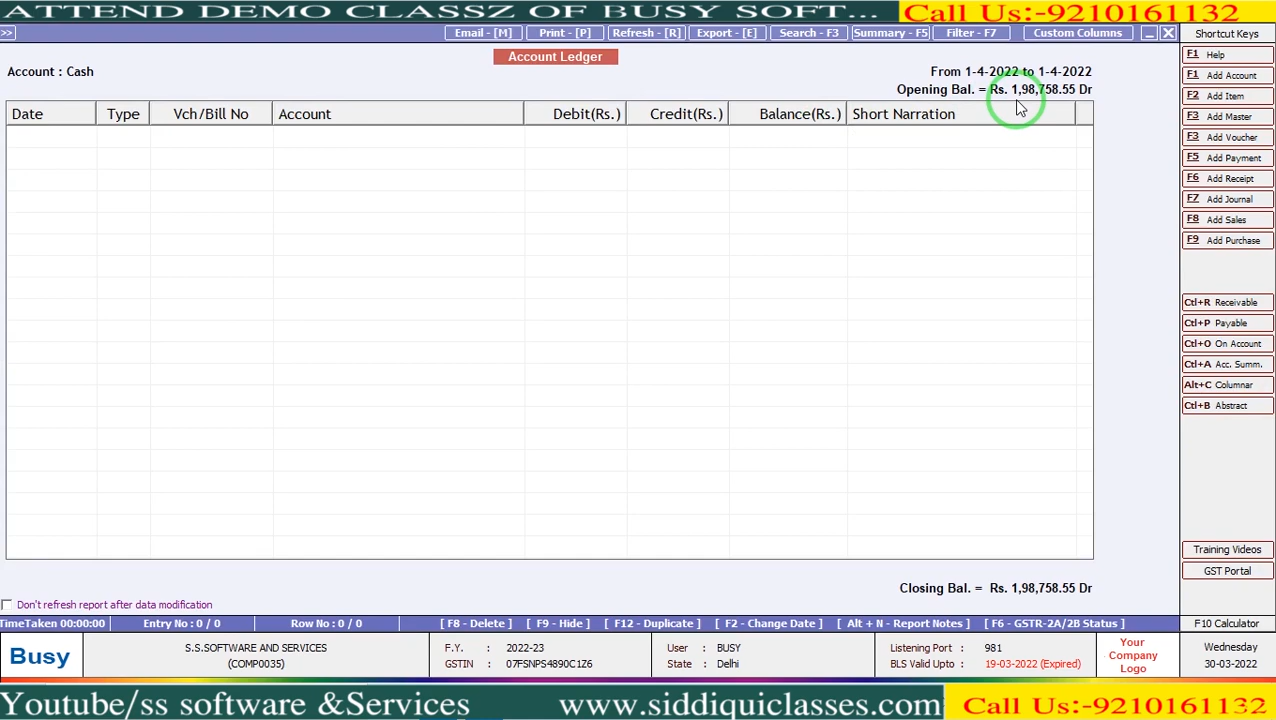 ATTEND DEMO CLASSZ OF BUSY SOFT... Call Us:-9210161132
>> Email - [M] Print - [P] Refresh - [R] Export - [E] Search - F3 Summary - F5 Filter - F7 Custom Columns
Account Ledger
Account : Cash
From 1-4-2022 to 1-4-2022
Opening Bal. = Rs. 1,98,758.55 Dr
Date Type Vch/Bill No Account Debit(Rs.) Credit(Rs.) Balance(Rs.) Short Narration
Closing Bal. = Rs. 1,98,758.55 Dr
Don't refresh report after data modification
Shortcut Keys
F1 Help
F1 Add Account
F2 Add Item
F3 Add Master
F3 Add Voucher
F5 Add Payment
F6 Add Receipt
F7 Add Journal
F8 Add Sales
F9 Add Purchase
Ctl+R Receivable
Ctl+P Payable
Ctl+O On Account
Ctl+A Acc. Summ.
Alt+C Columnar
Ctl+B Abstract
Training Videos
GST Portal
TimeTaken 00:00:00 Entry No : 0 / 0 Row No : 0 / 0 [ F8 - Delete ] [ F9 - Hide ] [ F12 - Duplicate ] [ F2 - Change Date ] [ Alt + N - Report Notes ] [ F6 - GSTR-2A/2B Status ] F10 Calculator
Busy
S.S.SOFTWARE AND SERVICES
(COMP0035)
F.Y. : 2022-23
GSTIN : 07FSNPS4890C1Z6
User : BUSY
State : Delhi
Listening Port : 981
BLS Valid Upto : 19-03-2022 (Expired)
Your
Company
Logo
Wednesday
30-03-2022
Youtube/ss software &Services www.siddiquiclasses.com Call Us:-9210161132